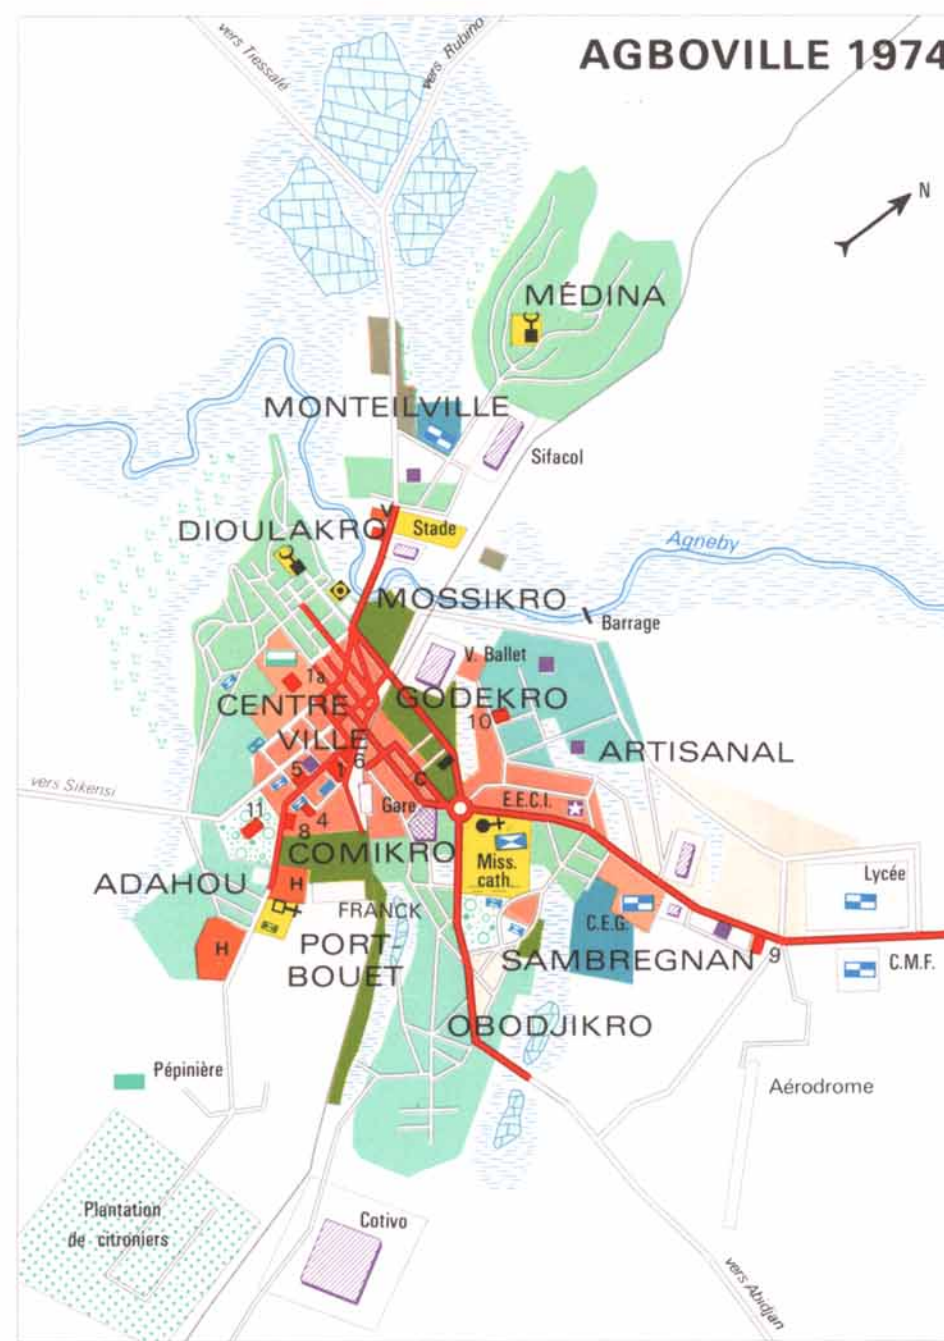 AGBOVILLE 1974
vers Tiessalé
vers Rubino
N
MÉDINA
MONTEILVILLE
Sifacol
DIOULAKRO
V
Stade
Agneby
MOSSIKRO
Barrage
V. Ballet
1a
CENTRE
VILLE
GODEKRO
10
ARTISANAL
6
5
1
C
vers Sikensi
11
8
4
Gare
E.E.C.I.
COMIKRO
Miss.
cath.
Lycée
ADAHOU
H
H
FRANCK
C.E.G.
PORT-
BOUET
SAMBREGNAN
9
C.M.F.
OBODJIKRO
Pépinière
Aérodrome
Plantation
de citroniers
Cotivo
vers Abidjan